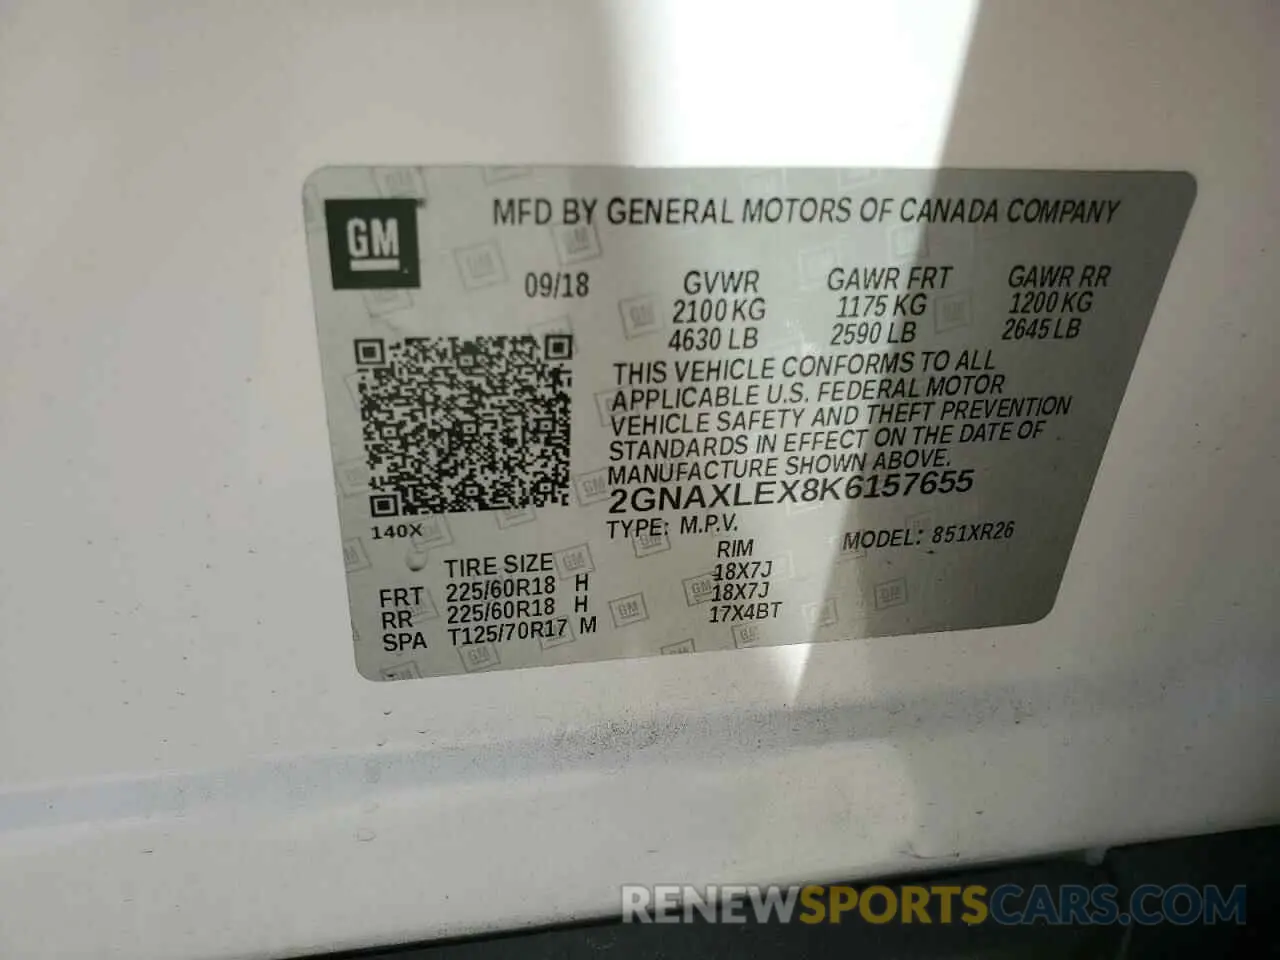 GM
MFD BY GENERAL MOTORS OF CANADA COMPANY
09/18 GVWR GAWR FRT GAWR RR
2100 KG 1175 KG 1200 KG
4630 LB 2590 LB 2645 LB
THIS VEHICLE CONFORMS TO ALL
APPLICABLE U.S. FEDERAL MOTOR
VEHICLE SAFETY AND THEFT PREVENTION
STANDARDS IN EFFECT ON THE DATE OF
MANUFACTURE SHOWN ABOVE.
2GNAXLEX8K6157655
140X
TYPE: M.P.V. MODEL: 851XR26
TIRE SIZE RIM
FRT 225/60R18 H 18X7J
RR 225/60R18 H 18X7J
SPA T125/70R17 M 17X4BT
RENEWSPORTSCARS.COM